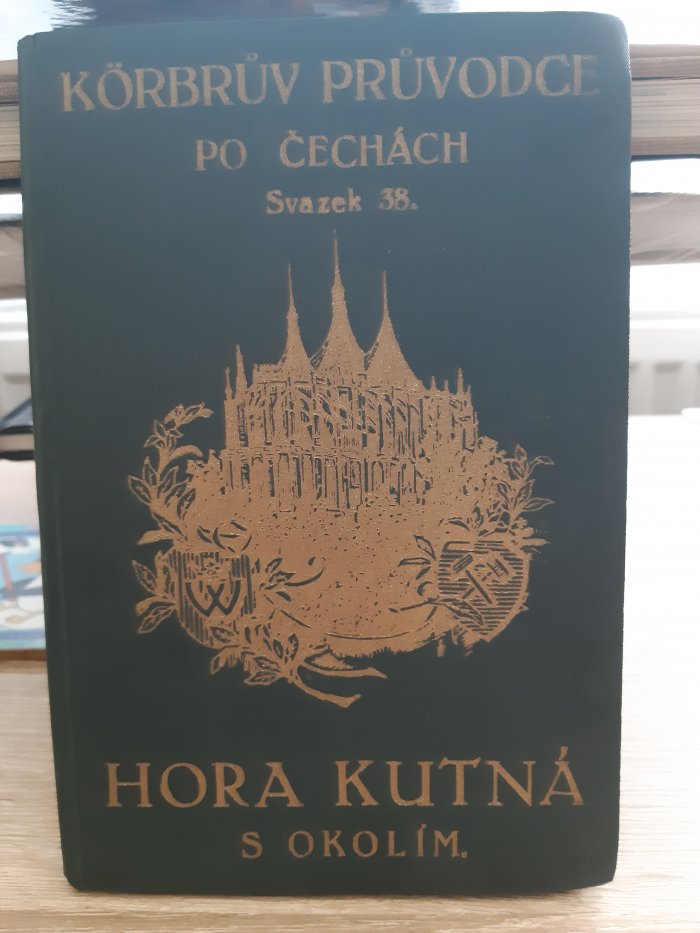 KÖRBRŮV PRŮVODCE
PO ČECHÁCH
Svazek 38.
W
HORA KUTNÁ
S OKOLÍM.